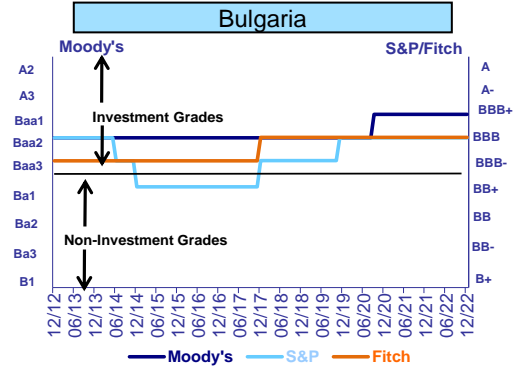 Bulgaria
Moody's S&P/Fitch
A2 A
A3 A-
Baa1 Investment Grades BBB+
Baa2 BBB
Baa3 BBB-
Ba1 BB+
Ba2 BB
Non-Investment Grades
Ba3 BB-
B1 B+
12/12 06/13 12/13 06/14 12/14 06/15 12/15 06/16 12/16 06/17 12/17 06/18 12/18 06/19 12/19 06/20 12/20 06/21 12/21 06/22 12/22
Moody's S&P Fitch